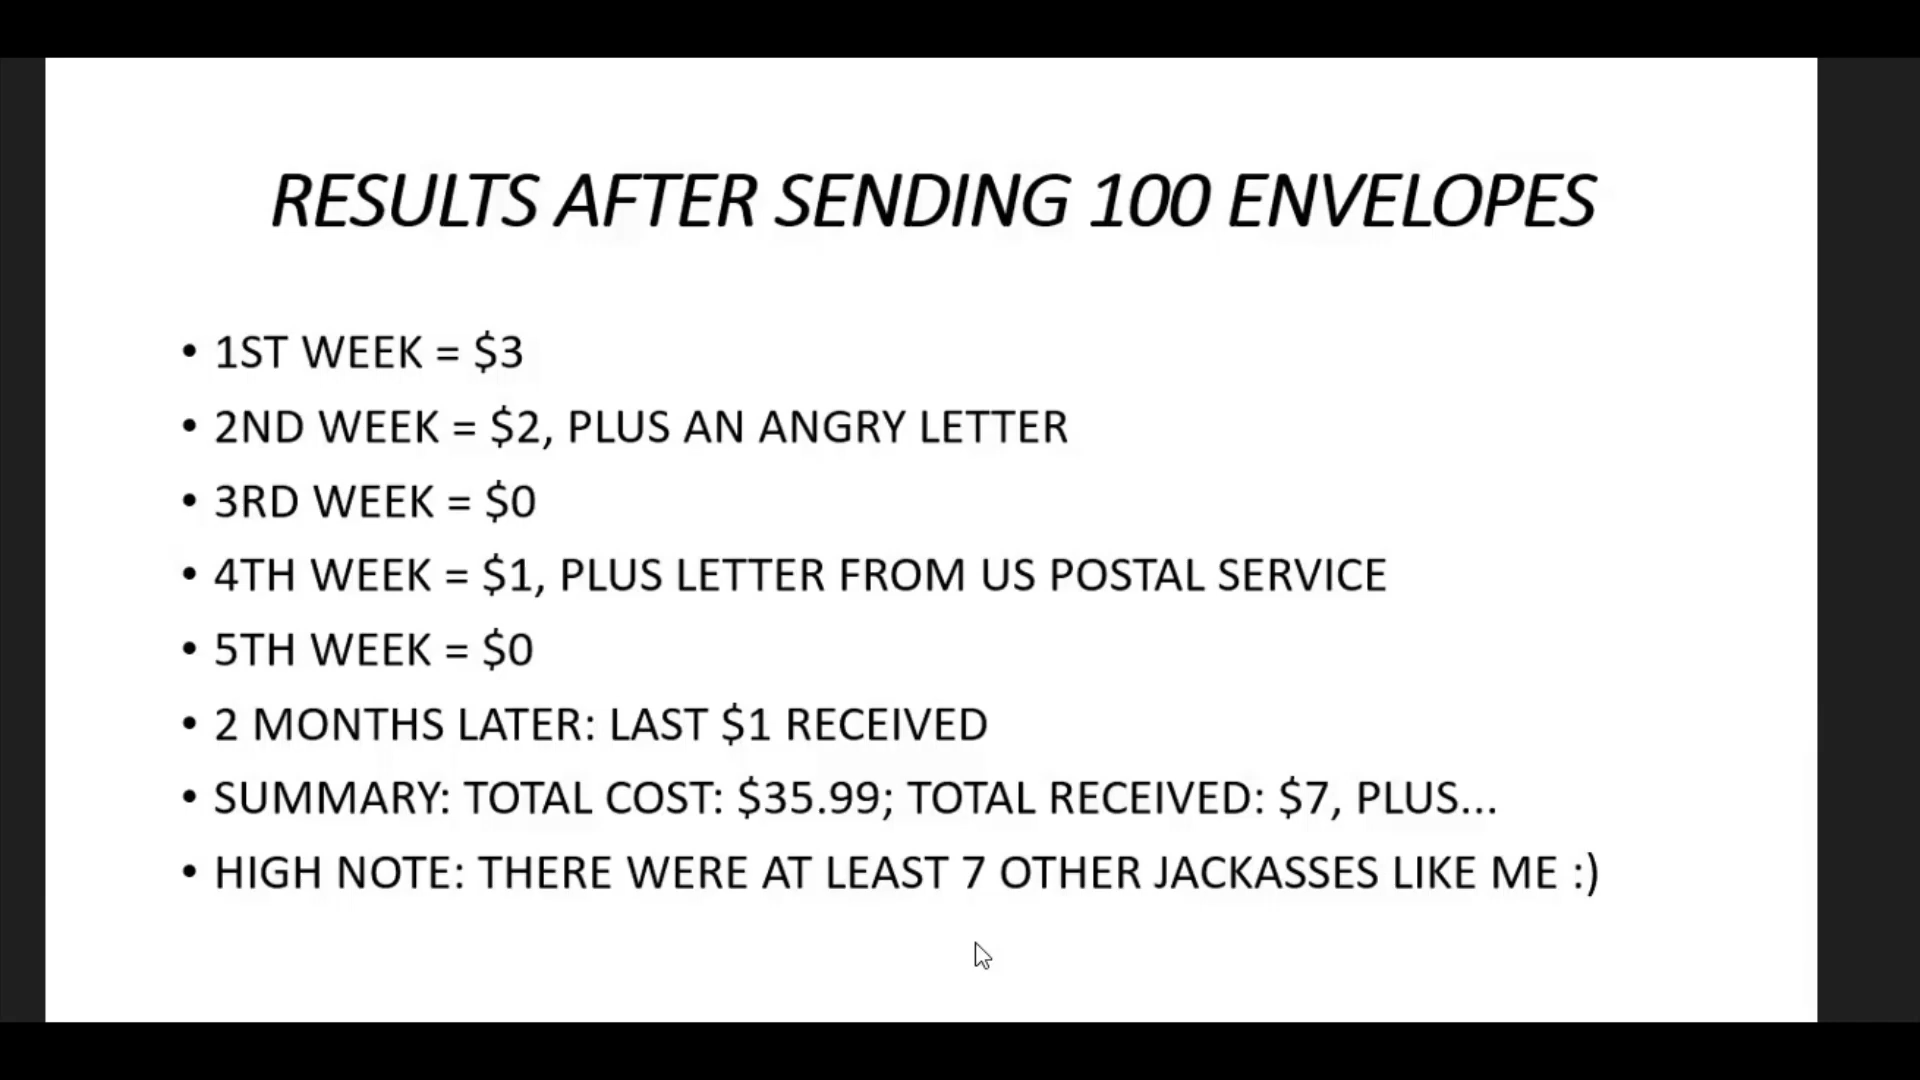 RESULTS AFTER SENDING 100 ENVELOPES
• 1ST WEEK = $3
• 2ND WEEK = $2, PLUS AN ANGRY LETTER
• 3RD WEEK = $0
• 4TH WEEK = $1, PLUS LETTER FROM US POSTAL SERVICE
• 5TH WEEK = $0
• 2 MONTHS LATER: LAST $1 RECEIVED
• SUMMARY: TOTAL COST: $35.99; TOTAL RECEIVED: $7, PLUS...
• HIGH NOTE: THERE WERE AT LEAST 7 OTHER JACKASSES LIKE ME :)